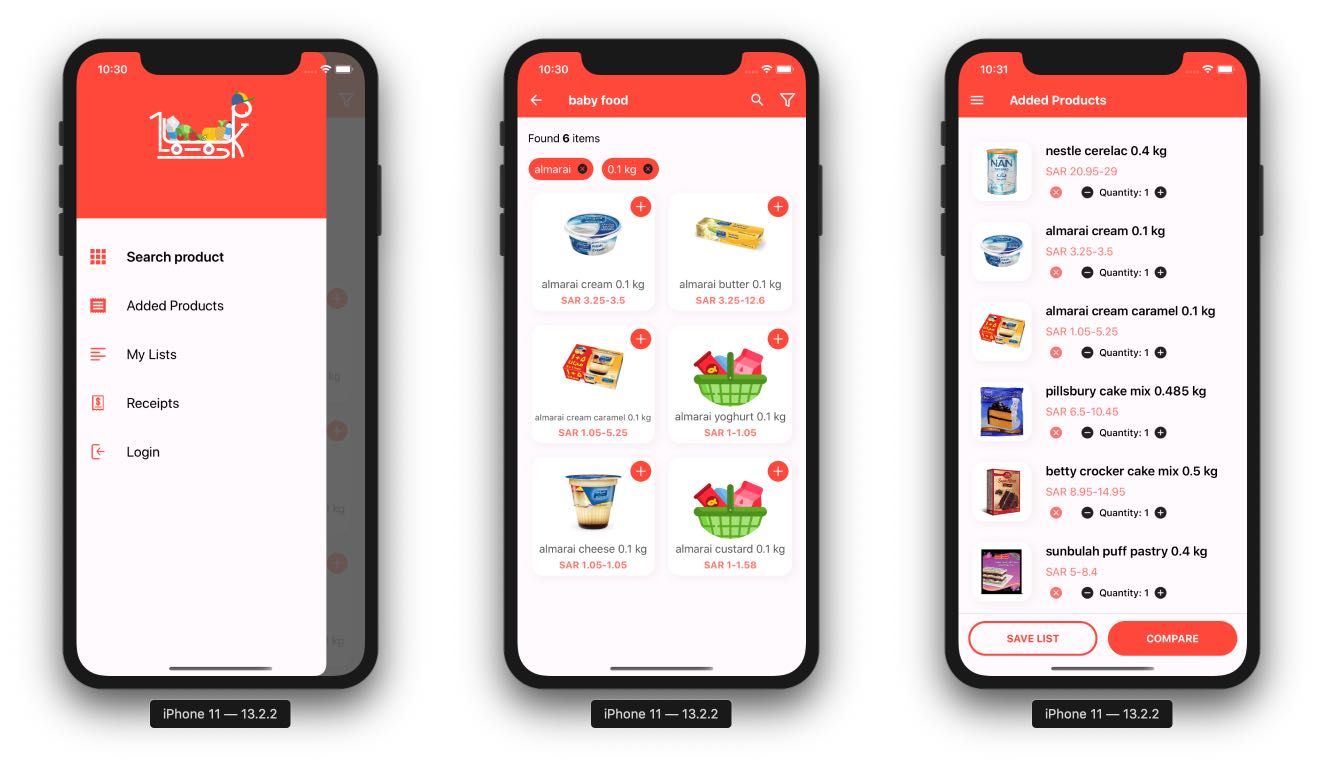 10:30
Search product
Added Products
My Lists
Receipts
Login
kg
kg
kg
iPhone 11 — 13.2.2
10:30
baby food
Found 6 items
almarai
0.1 kg
almarai cream 0.1 kg
SAR 3.25-3.5
almarai butter 0.1 kg
SAR 3.25-12.6
almarai cream caramel 0.1 kg
SAR 1.05-5.25
almarai yoghurt 0.1 kg
SAR 1-1.05
almarai cheese 0.1 kg
SAR 1.05-1.05
almarai custard 0.1 kg
SAR 1-1.58
iPhone 11 — 13.2.2
10:31
Added Products
NAN
nestle cerelac 0.4 kg
SAR 20.95-29
Quantity: 1
almarai cream 0.1 kg
SAR 3.25-3.5
Quantity: 1
almarai cream caramel 0.1 kg
SAR 1.05-5.25
Quantity: 1
pillsbury cake mix 0.485 kg
SAR 6.5-10.45
Quantity: 1
betty crocker cake mix 0.5 kg
SAR 8.95-14.95
Quantity: 1
sunbulah puff pastry 0.4 kg
SAR 5-8.4
Quantity: 1
SAVE LIST
COMPARE
iPhone 11 — 13.2.2